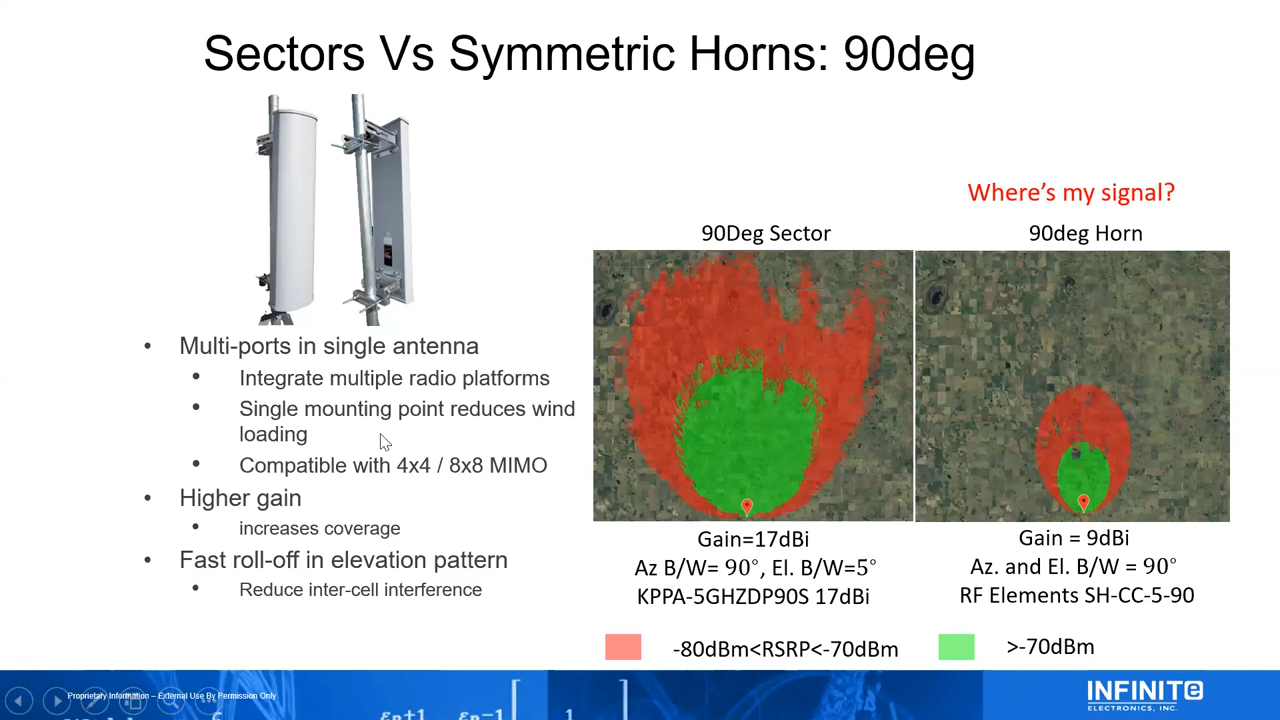 Sectors Vs Symmetric Horns: 90deg
Where's my signal?
90Deg Sector
90deg Horn
• Multi-ports in single antenna
• Integrate multiple radio platforms
• Single mounting point reduces wind
loading
• Compatible with 4x4 / 8x8 MIMO
• Higher gain
• increases coverage
• Fast roll-off in elevation pattern
• Reduce inter-cell interference
Gain=17dBi
Az B/W= 90°, El. B/W=5°
KPPA-5GHZDP90S 17dBi
Gain = 9dBi
Az. and El. B/W = 90°
RF Elements SH-CC-5-90
-80dBm<RSRP<-70dBm
>-70dBm
Proprietary Information – External Use By Permission Only
INFINITE
ELECTRONICS, INC.